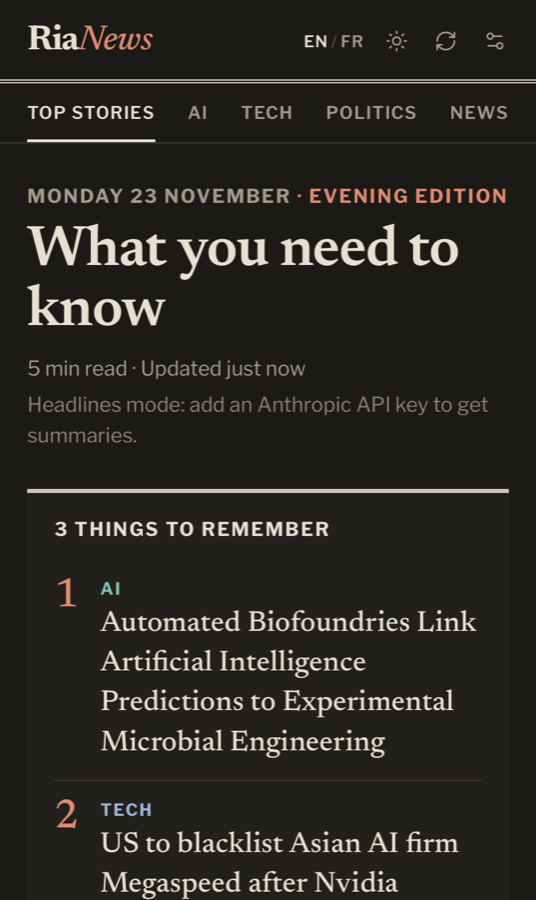 RiaNews
EN / FR
TOP STORIES AI TECH POLITICS NEWS
MONDAY 23 NOVEMBER · EVENING EDITION
What you need to
know
5 min read · Updated just now
Headlines mode: add an Anthropic API key to get
summaries.
3 THINGS TO REMEMBER
1
AI
Automated Biofoundries Link
Artificial Intelligence
Predictions to Experimental
Microbial Engineering
2
TECH
US to blacklist Asian AI firm
Megaspeed after Nvidia